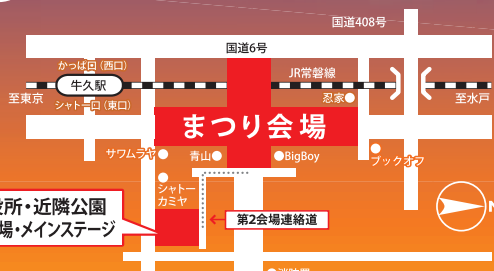 国道408号
国道6号
かっぱ口(西口)
牛久駅
JR常磐線
至東京
シャトー口(東口)
忍家
至水戸
まつり会場
サワムラヤ
青山
BigBoy
ブックオフ
シャトー
カミヤ
役所・近隣公園
場・メインステージ
第2会場連絡道
N
消防署